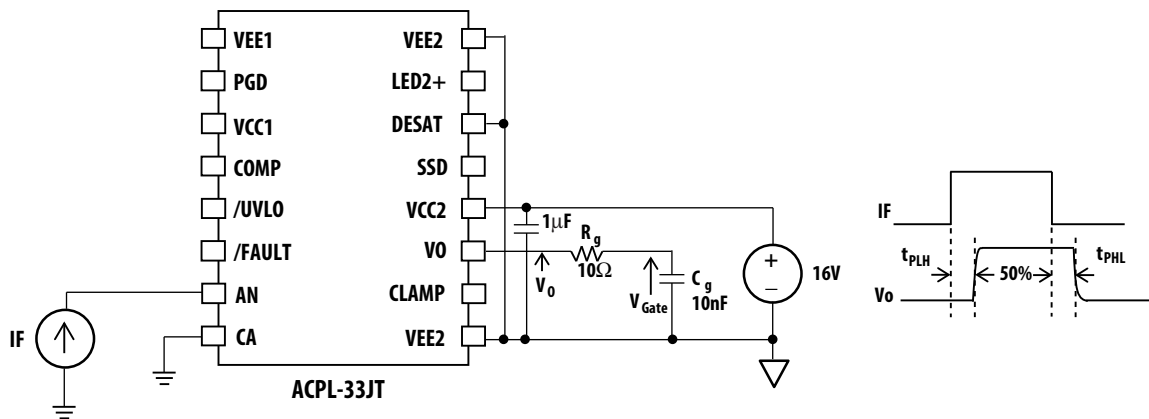 VEE1
PGD
VCC1
COMP
/UVLO
/FAULT
AN
CA
VEE2
LED2+
DESAT
SSD
VCC2
VO
CLAMP
VEE2
ACPL-33JT
IF
1μF
Rg
10Ω
VO
VGate
Cg
10nF
+
−
16V
IF
tPLH
50%
tPHL
Vo